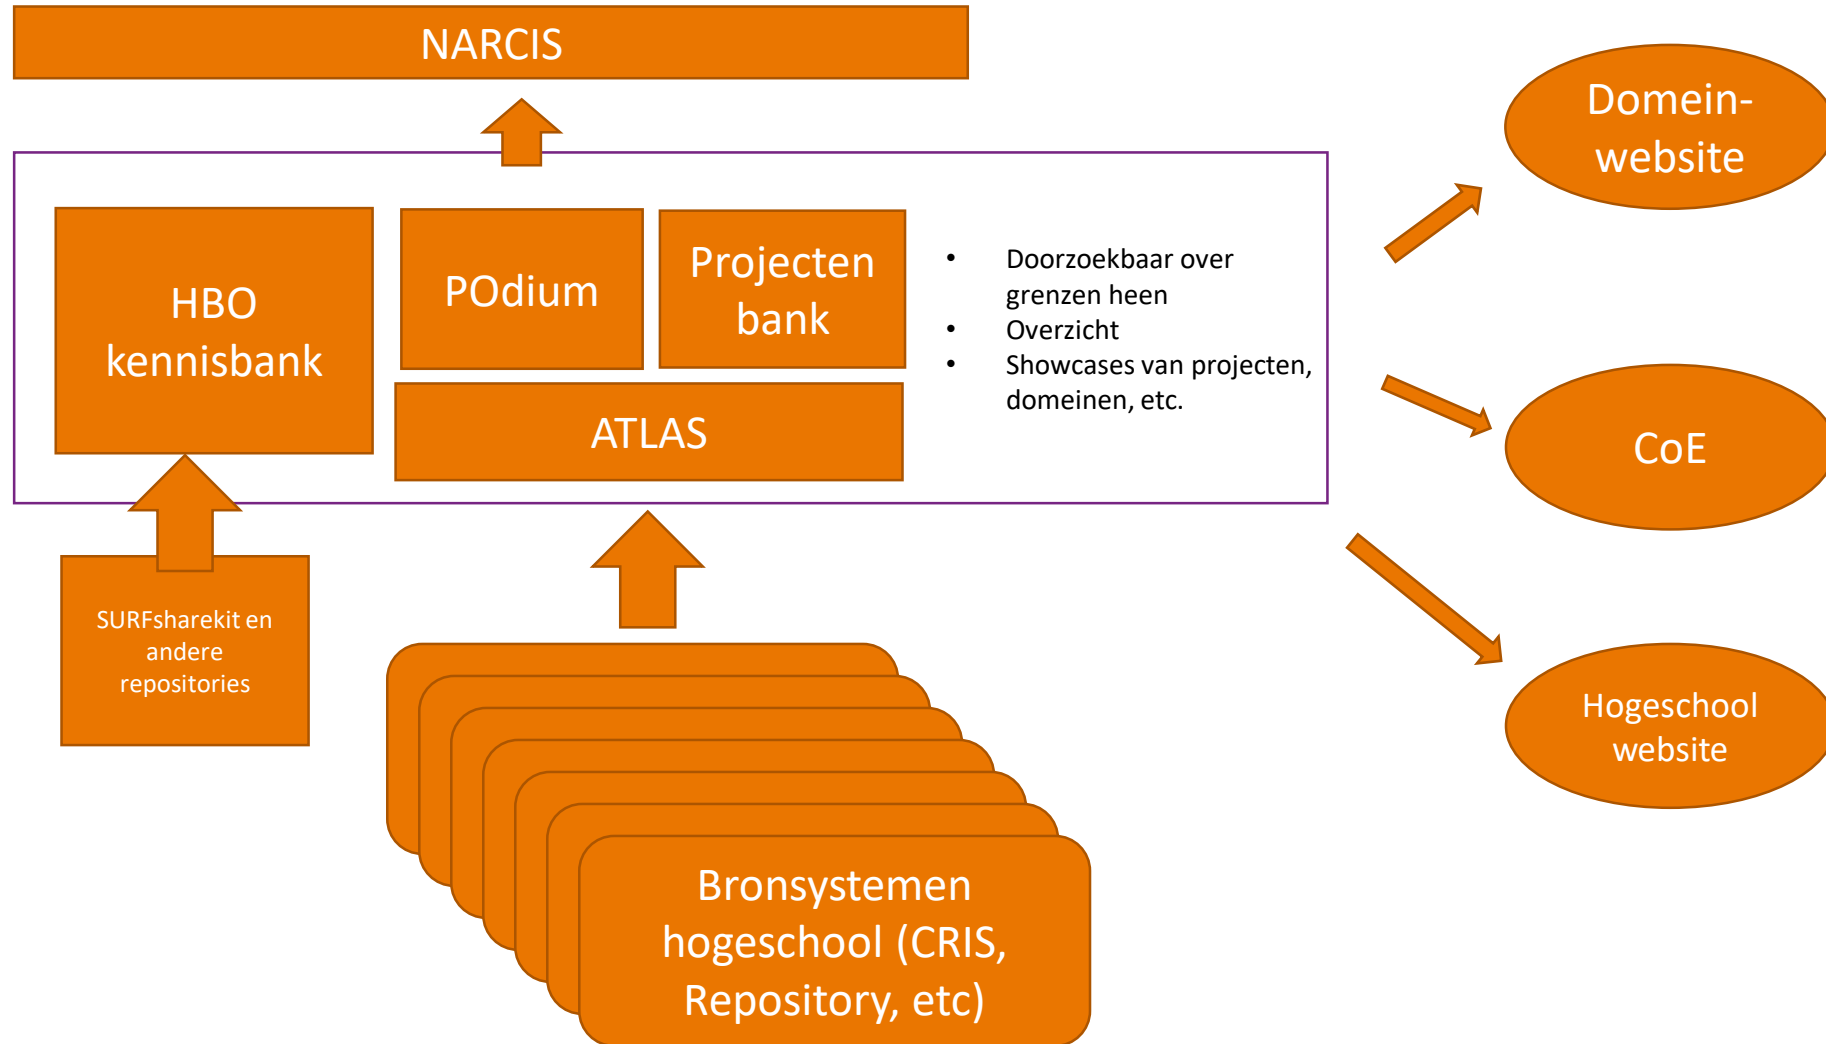 NARCIS
HBO
kennisbank
POdium
Projecten
bank
ATLAS
• Doorzoekbaar over
grenzen heen
• Overzicht
• Showcases van projecten,
domeinen, etc.
SURFsharekit en
andere
repositories
Bronsystemen
hogeschool (CRIS,
Repository, etc)
Domein-
website
CoE
Hogeschool
website